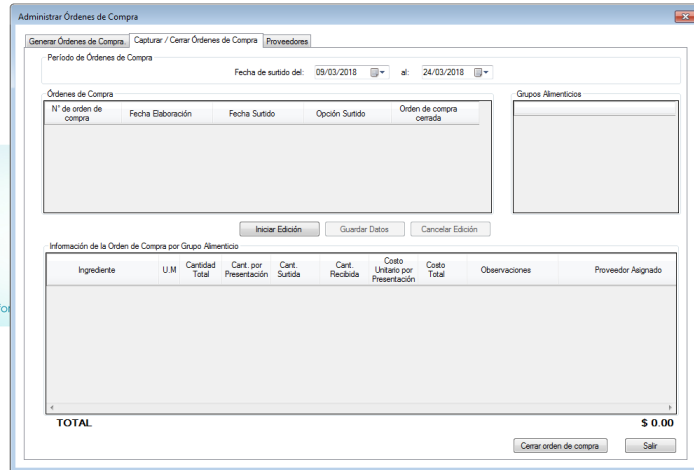 Administrar Órdenes de Compra
Generar Órdenes de Compra Capturar / Cerrar Órdenes de Compra Proveedores
Período de Órdenes de Compra
Fecha de surtido del: 09/03/2018 al: 24/03/2018
Órdenes de Compra
N° de orden de compra Fecha Elaboración Fecha Surtido Opción Surtido Orden de compra cerrada
Grupos Alimenticios
Iniciar Edición Guardar Datos Cancelar Edición
Información de la Orden de Compra por Grupo Alimenticio
Ingrediente U.M Cantidad Total Cant. por Presentación Cant. Surtida Cant. Recibida Costo Unitario por Presentación Costo Total Observaciones Proveedor Asignado
TOTAL $ 0.00
Cerrar orden de compra Salir